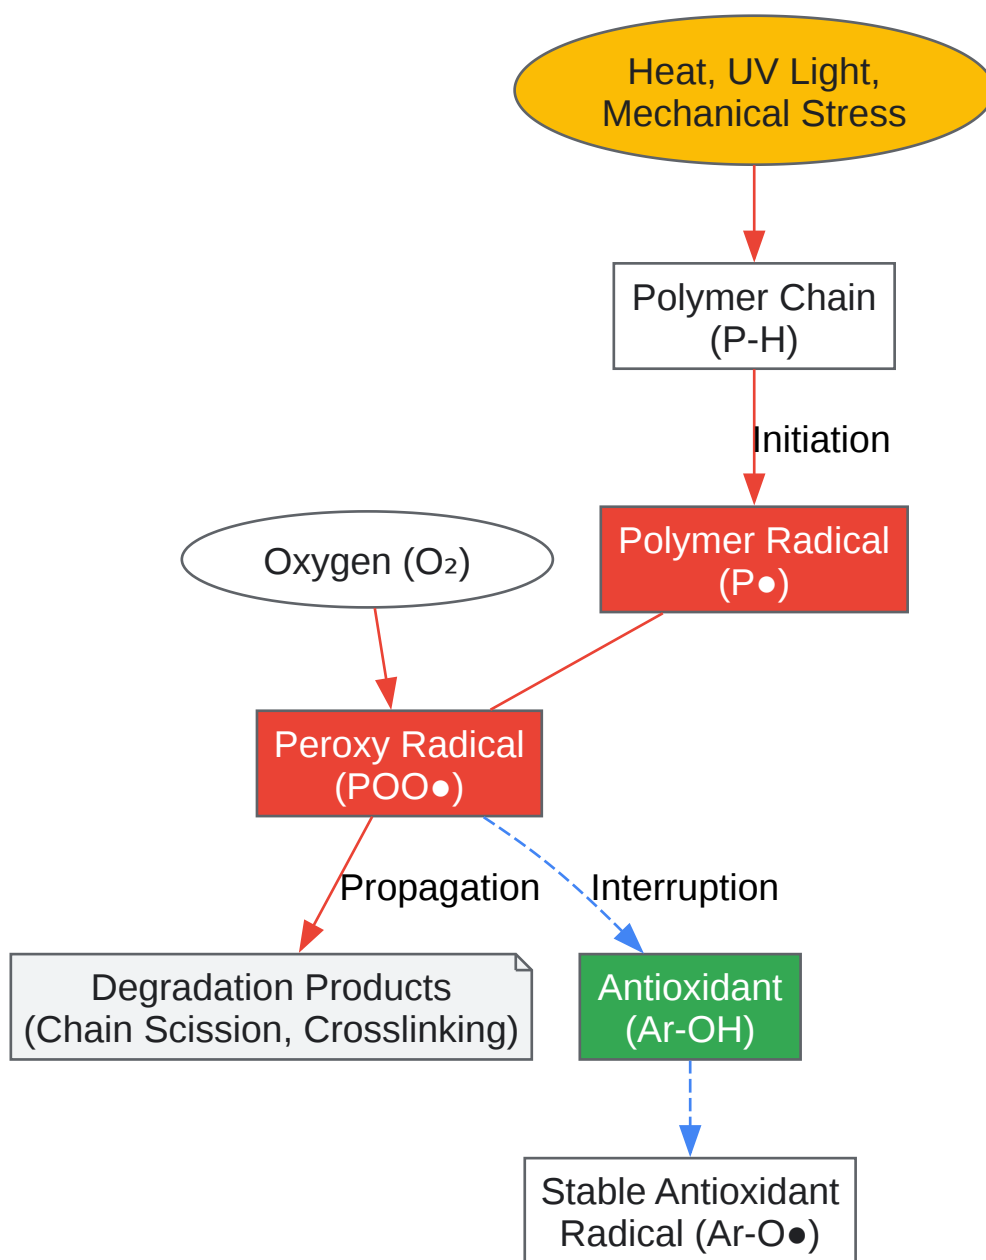 Heat, UV Light,
Mechanical Stress
Polymer Chain
(P-H)
Initiation
Polymer Radical
(P●)
Oxygen (O₂)
Peroxy Radical
(POO●)
Propagation
Interruption
Degradation Products
(Chain Scission, Crosslinking)
Antioxidant
(Ar-OH)
Stable Antioxidant
Radical (Ar-O●)